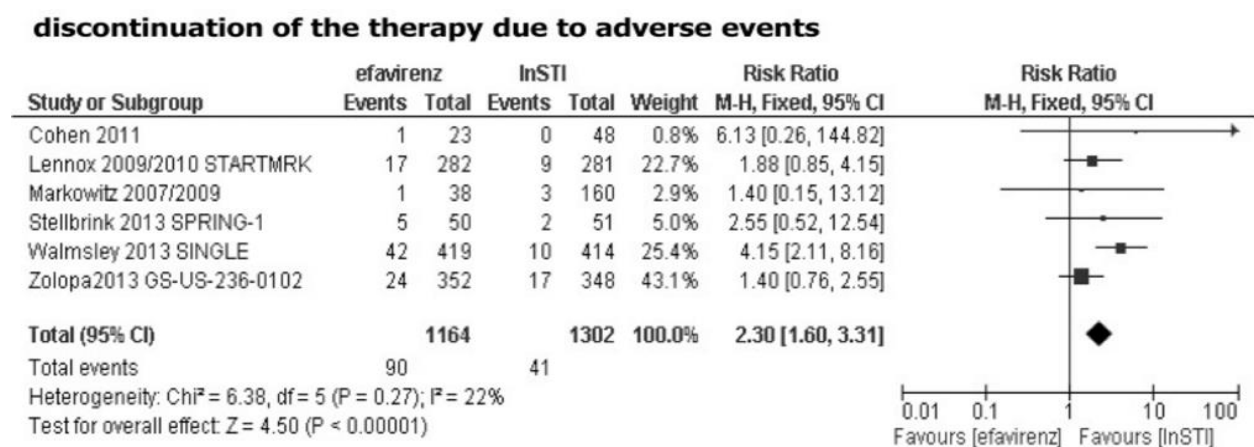 discontinuation of the therapy due to adverse events
efavirenz InSTI Risk Ratio Risk Ratio
Study or Subgroup Events Total Events Total Weight M-H, Fixed, 95% CI M-H, Fixed, 95% CI
Cohen 2011 1 23 0 48 0.8% 6.13 [0.26, 144.82]
Lennox 2009/2010 STARTMRK 17 282 9 281 22.7% 1.88 [0.85, 4.15]
Markowitz 2007/2009 1 38 3 160 2.9% 1.40 [0.15, 13.12]
Stellbrink 2013 SPRING-1 5 50 2 51 5.0% 2.55 [0.52, 12.54]
Walmsley 2013 SINGLE 42 419 10 414 25.4% 4.15 [2.11, 8.16]
Zolopa2013 GS-US-236-0102 24 352 17 348 43.1% 1.40 [0.76, 2.55]
Total (95% CI) 1164 1302 100.0% 2.30 [1.60, 3.31]
Total events 90 41
Heterogeneity: Chi² = 6.38, df = 5 (P = 0.27); I² = 22%
Test for overall effect: Z = 4.50 (P < 0.00001)
0.01 0.1 1 10 100
Favours [efavirenz] Favours [InSTI]